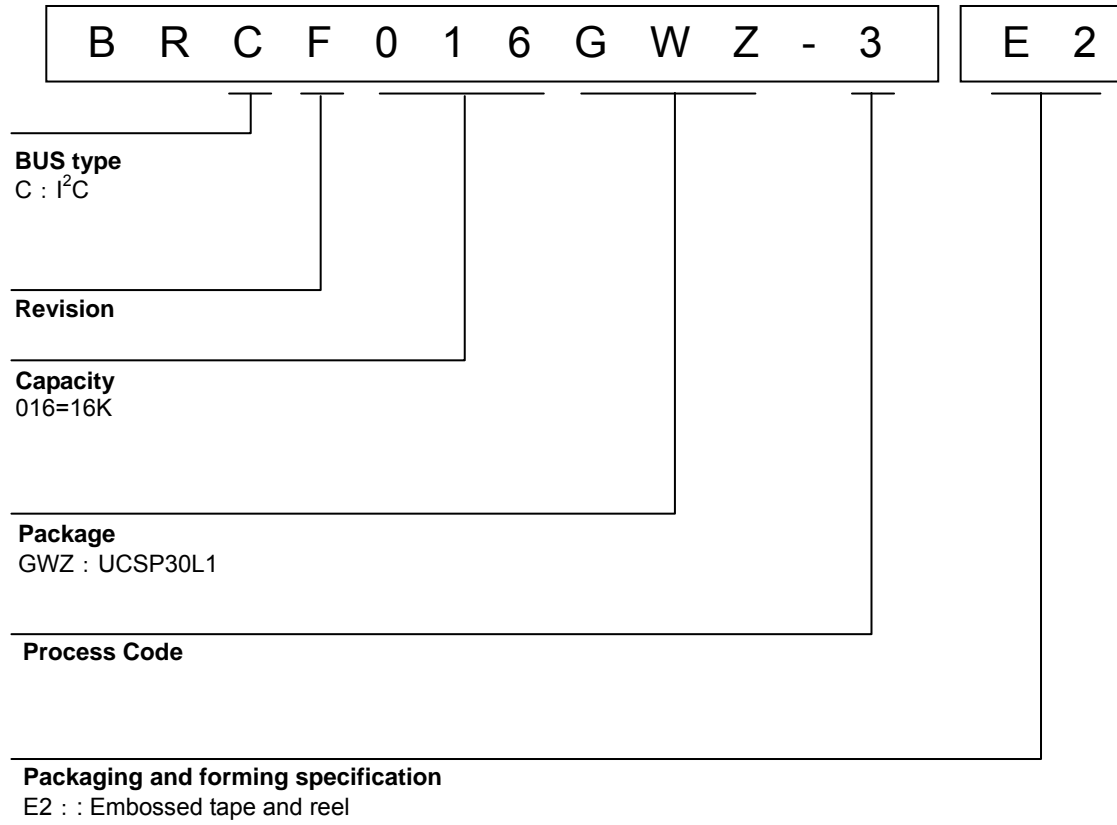 B R C F 0 1 6 G W Z - 3 E 2
BUS type
C：I²C
Revision
Capacity
016=16K
Package
GWZ：UCSP30L1
Process Code
Packaging and forming specification
E2：: Embossed tape and reel